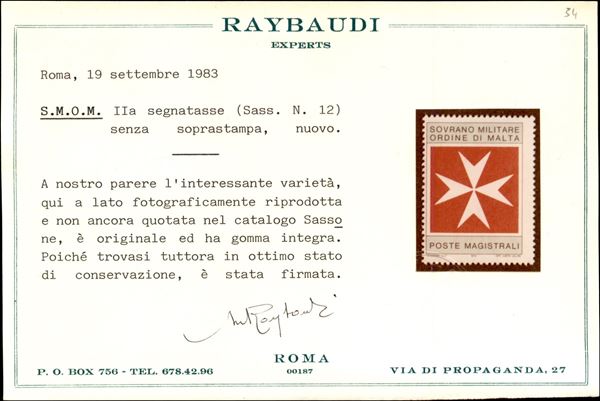 34
RAYBAUDI
EXPERTS
Roma, 19 settembre 1983
S.M.O.M. IIa segnatasse (Sass. N. 12)
senza soprastampa, nuovo.
SOVRANO MILITARE
ORDINE DI MALTA
POSTE MAGISTRALI
A nostro parere l'interessante varietà,
qui a lato fotograficamente riprodotta
e non ancora quotata nel catalogo Sasso
ne, è originale ed ha gomma integra.
Poiché trovasi tuttora in ottimo stato
di conservazione, è stata firmata.
ROMA
P. O. BOX 756 - TEL. 678.42.96
00187
VIA DI PROPAGANDA, 27